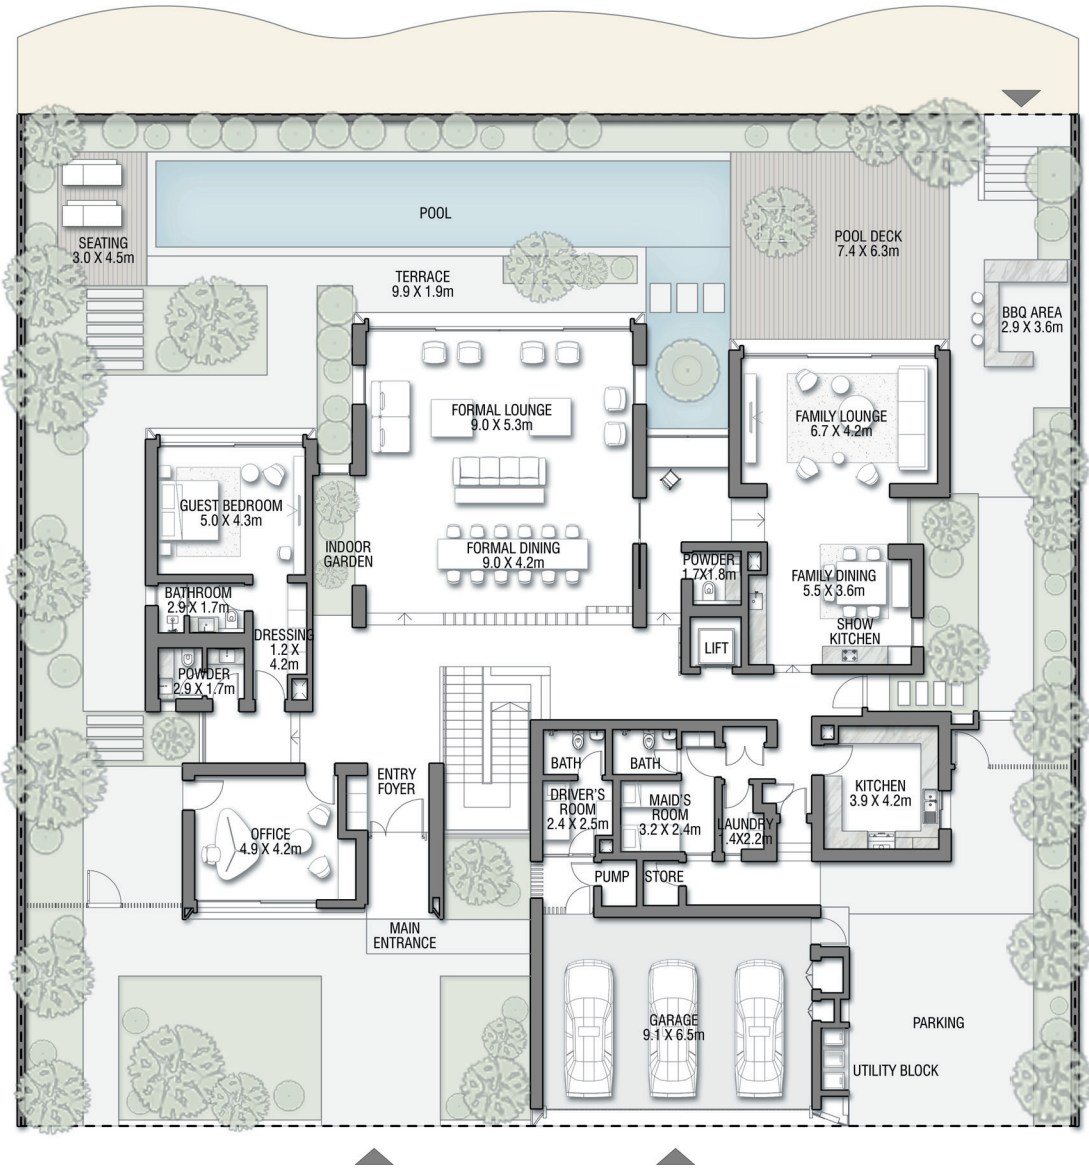 POOL
SEATING
3.0 X 4.5m
POOL DECK
7.4 X 6.3m
TERRACE
9.9 X 1.9m
BBQ AREA
2.9 X 3.6m
FORMAL LOUNGE
9.0 X 5.3m
FAMILY LOUNGE
6.7 X 4.2m
GUEST BEDROOM
5.0 X 4.3m
INDOOR
GARDEN
FORMAL DINING
9.0 X 4.2m
POWDER
1.7X1.8m
FAMILY DINING
5.5 X 3.6m
BATHROOM
2.9 X 1.7m
DRESSING
1.2 X
4.2m
SHOW
KITCHEN
LIFT
POWDER
2.9 X 1.7m
ENTRY
FOYER
BATH
BATH
DRIVER'S
ROOM
2.4 X 2.5m
MAID'S
ROOM
3.2 X 2.4m
LAUNDRY
.4X2.2m
KITCHEN
3.9 X 4.2m
OFFICE
4.9 X 4.2m
PUMP
STORE
MAIN
ENTRANCE
GARAGE
9.1 X 6.5m
PARKING
UTILITY BLOCK